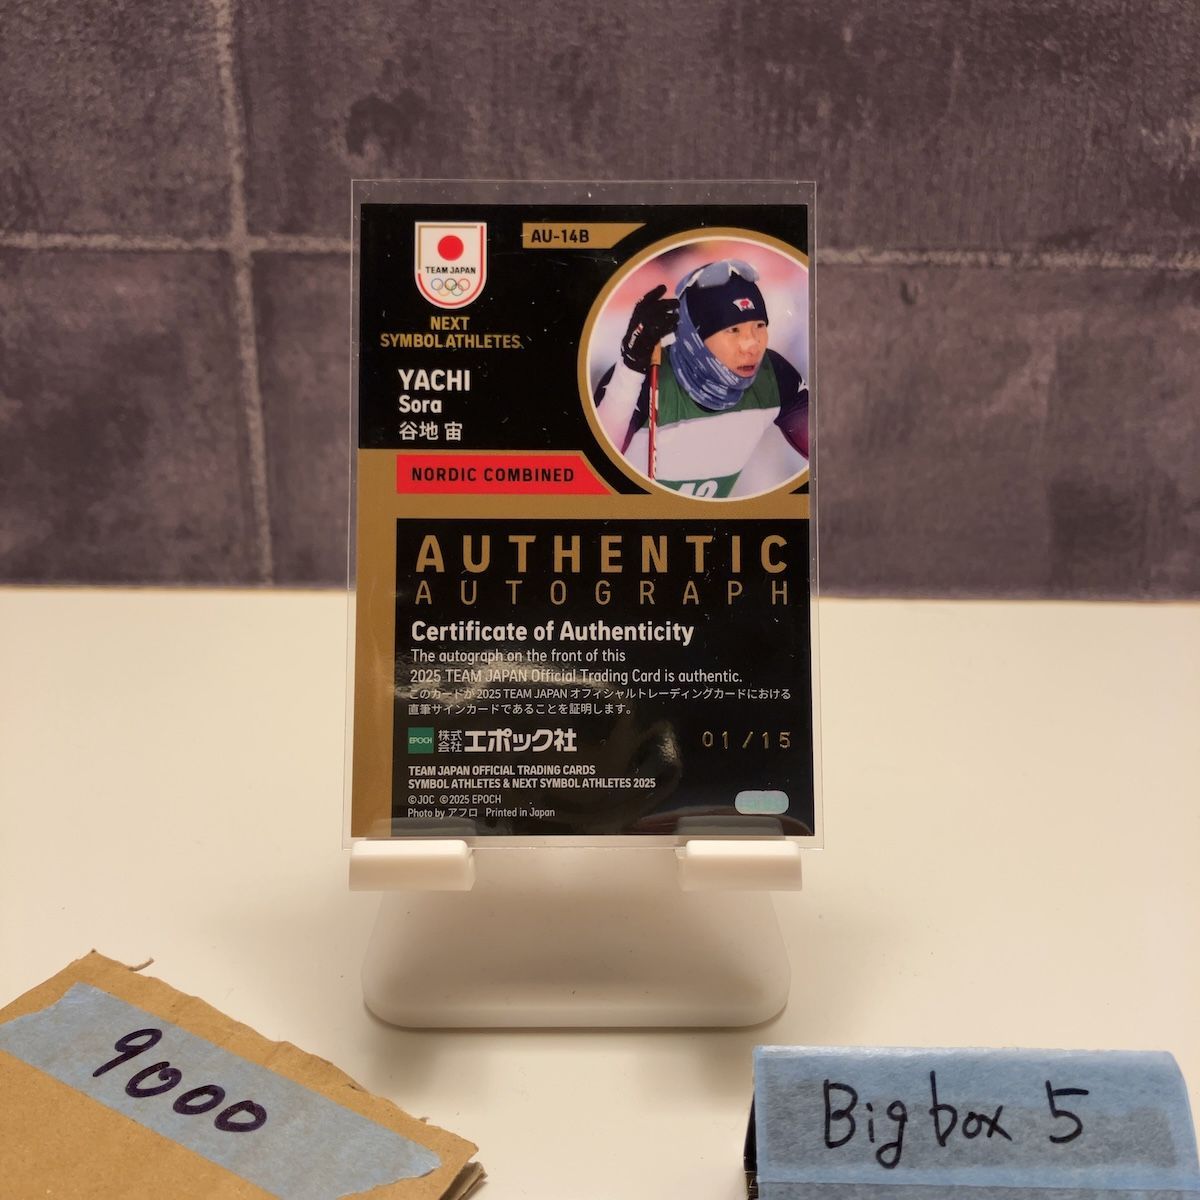 AU-14B
TEAM JAPAN
NEXT
SYMBOL ATHLETES
YACHI
Sora
谷地 宙
NORDIC COMBINED
AUTHENTIC
AUTOGRAPH
Certificate of Authenticity
The autograph on the front of this
2025 TEAM JAPAN Official Trading Card is authentic.
このカードが2025 TEAM JAPAN オフィシャルトレーディングカードにおける
直筆サインカードであることを証明します。
EPOCH 株式会社エポック社
01/15
TEAM JAPAN OFFICIAL TRADING CARDS
SYMBOL ATHLETES & NEXT SYMBOL ATHLETES 2025
©JOC ©2025 EPOCH
Photo by アフロ Printed in Japan
9000
Big box 5